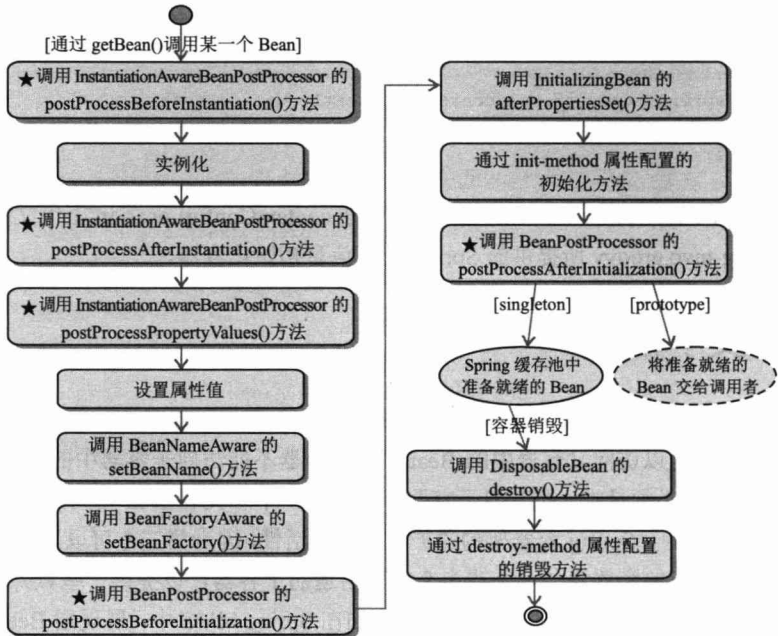 [通过 getBean()调用某一个 Bean]
★调用 InstantiationAwareBeanPostProcessor 的
postProcessBeforeInstantiation()方法
实例化
★调用 InstantiationAwareBeanPostProcessor 的
postProcessAfterInstantiation()方法
★调用 InstantiationAwareBeanPostProcessor 的
postProcessPropertyValues()方法
设置属性值
调用 BeanNameAware 的
setBeanName()方法
调用 BeanFactoryAware 的
setBeanFactory()方法
★调用 BeanPostProcessor 的
postProcessBeforeInitialization()方法
调用 InitializingBean 的
afterPropertiesSet()方法
通过 init-method 属性配置的
初始化方法
★调用 BeanPostProcessor 的
postProcessAfterInitialization()方法
[singleton]
[prototype]
Spring 缓存池中
准备就绪的 Bean
将准备就绪的
Bean 交给调用者
[容器销毁]
调用 DisposableBean 的
destroy()方法
通过 destroy-method 属性配置
的销毁方法